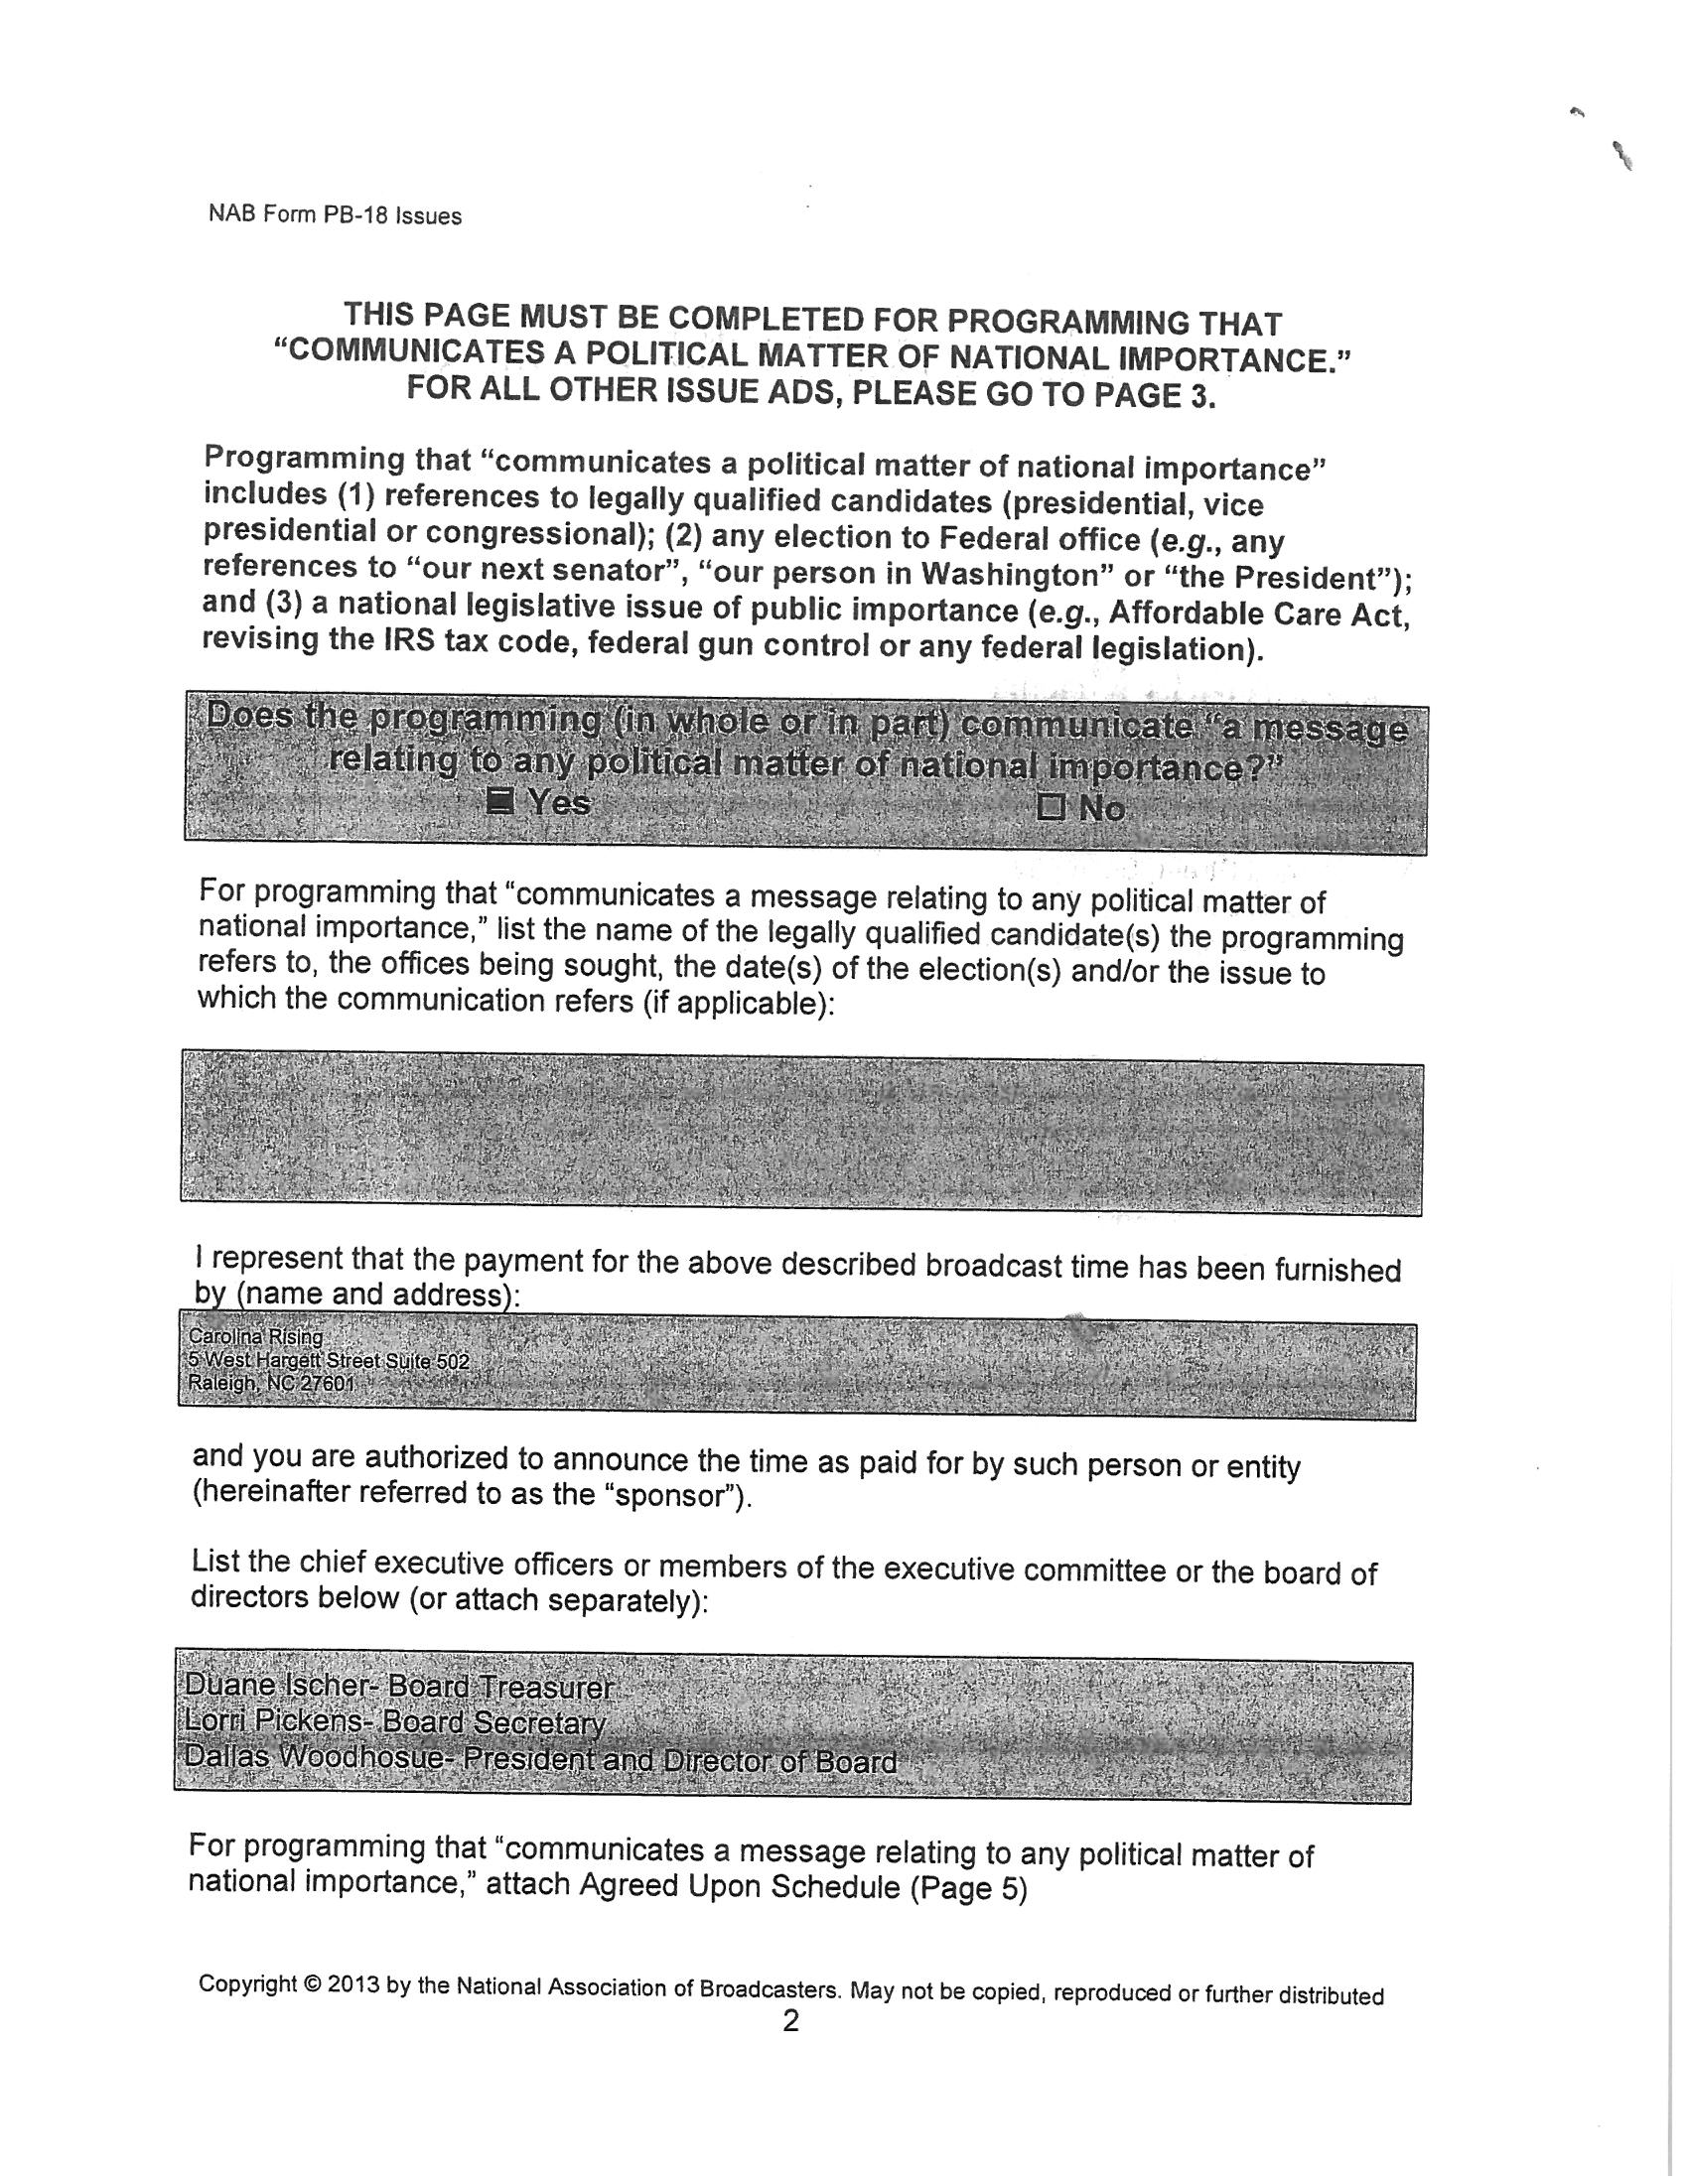 NAB Form PB-18 Issues
THIS PAGE MUST BE COMPLETED FOR PROGRAMMING THAT
“COMMUNICATES A POLITICAL MATTER OF NATIONAL IMPORTANCE.”
FOR ALL OTHER ISSUE ADS, PLEASE GO TO PAGE 3.
Programming that “communicates a political matter of national importance”
includes (1) references to legally qualified candidates (presidential, vice
presidential or congressional); (2) any election to Federal office (e.g., any
references to “our next senator”, “our person in Washington” or “the President”);
and (3) a national legislative issue of public importance (e.g., Affordable Care Act,
revising the IRS tax code, federal gun control or any federal legislation).
Does the programming (in whole or in part) communicate “a message
relating to any political matter of national importance?”
Yes No
For programming that “communicates a message relating to any political matter of
national importance,” list the name of the legally qualified candidate(s) the programming
refers to, the offices being sought, the date(s) of the election(s) and/or the issue to
which the communication refers (if applicable):
I represent that the payment for the above described broadcast time has been furnished
by (name and address):
Carolina Rising
5 West Hargett Street Suite 502
Raleigh, NC 27601
and you are authorized to announce the time as paid for by such person or entity
(hereinafter referred to as the “sponsor”).
List the chief executive officers or members of the executive committee or the board of
directors below (or attach separately):
Duane Ischer- Board Treasurer
Lorri Pickens- Board Secretary
Dallas Woodhosue- President and Director of Board
For programming that “communicates a message relating to any political matter of
national importance,” attach Agreed Upon Schedule (Page 5)
Copyright © 2013 by the National Association of Broadcasters. May not be copied, reproduced or further distributed
2